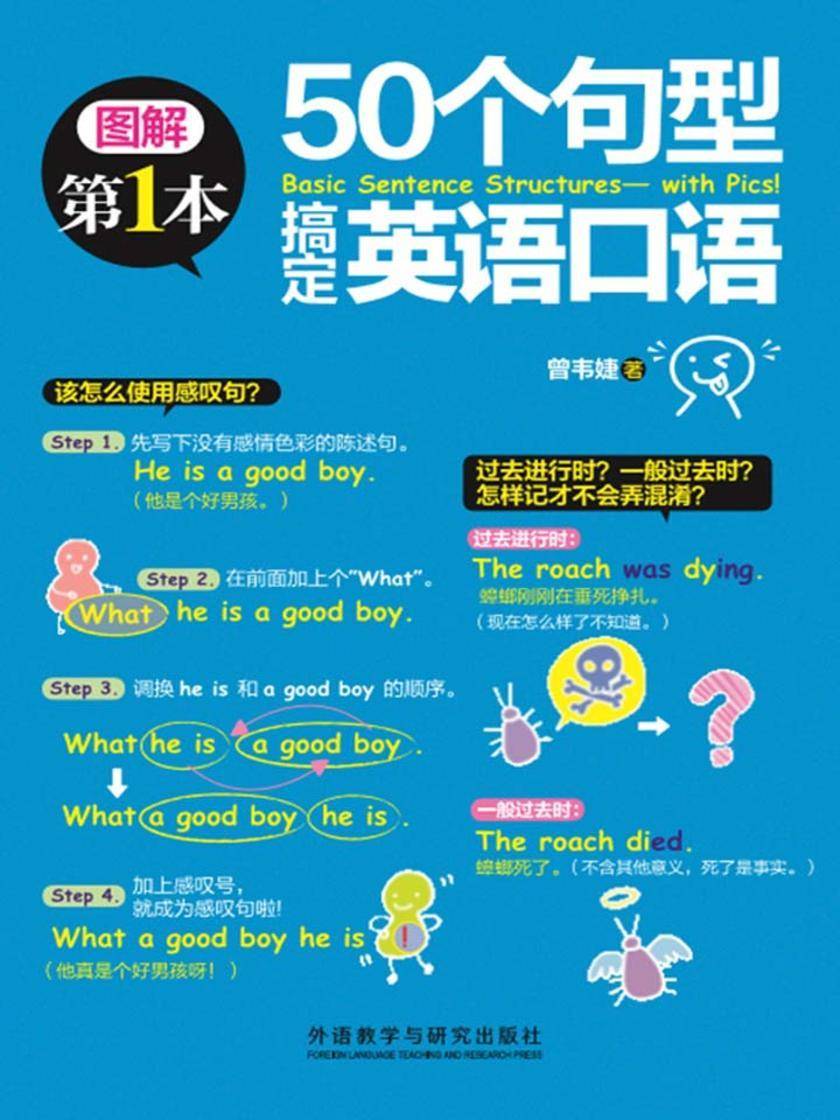 图解
第1本
50个句型
Basic Sentence Structures— with Pics!
搞定
英语口语
曾韦婕 著
该怎么使用感叹句?
Step 1. 先写下没有感情色彩的陈述句。
He is a good boy.
(他是个好男孩。)
Step 2. 在前面加上个"What"。
What he is a good boy.
Step 3. 调换 he is 和 a good boy 的顺序。
What he is a good boy.
What a good boy he is.
Step 4. 加上感叹号,
就成为感叹句啦!
What a good boy he is !
(他真是个好男孩呀!)
过去进行时?一般过去时?
怎样记才不会弄混淆?
过去进行时:
The roach was dying.
蟑螂刚刚在垂死挣扎。
(现在怎么样了不知道。)
?
一般过去时:
The roach died.
蟑螂死了。(不含其他意义,死了是事实。)
外语教学与研究出版社
FOREIGN LANGUAGE TEACHING AND RESEARCH PRESS